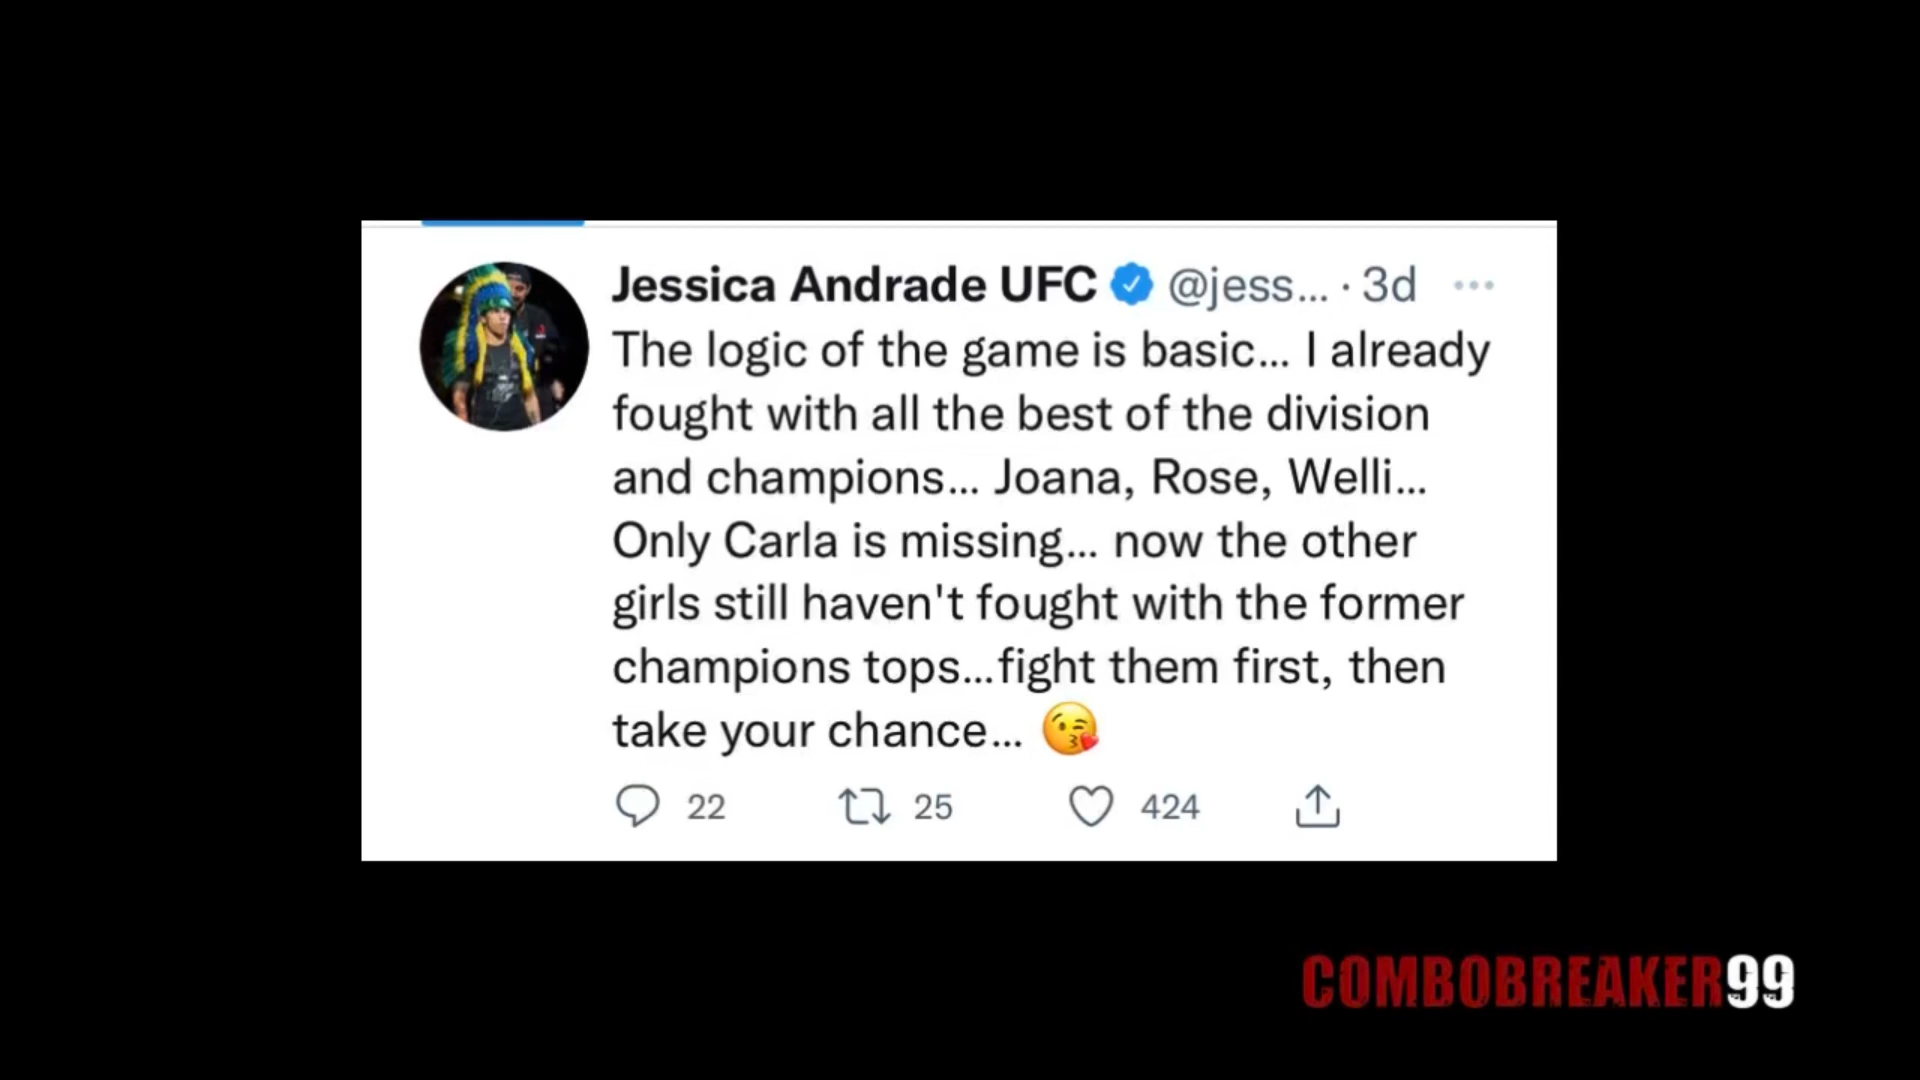 Jessica Andrade UFC @jess... · 3d ...
The logic of the game is basic... I already
fought with all the best of the division
and champions... Joana, Rose, Welli...
Only Carla is missing... now the other
girls still haven't fought with the former
champions tops...fight them first, then
take your chance... 😘
22 25 424
COMBOBREAKER99